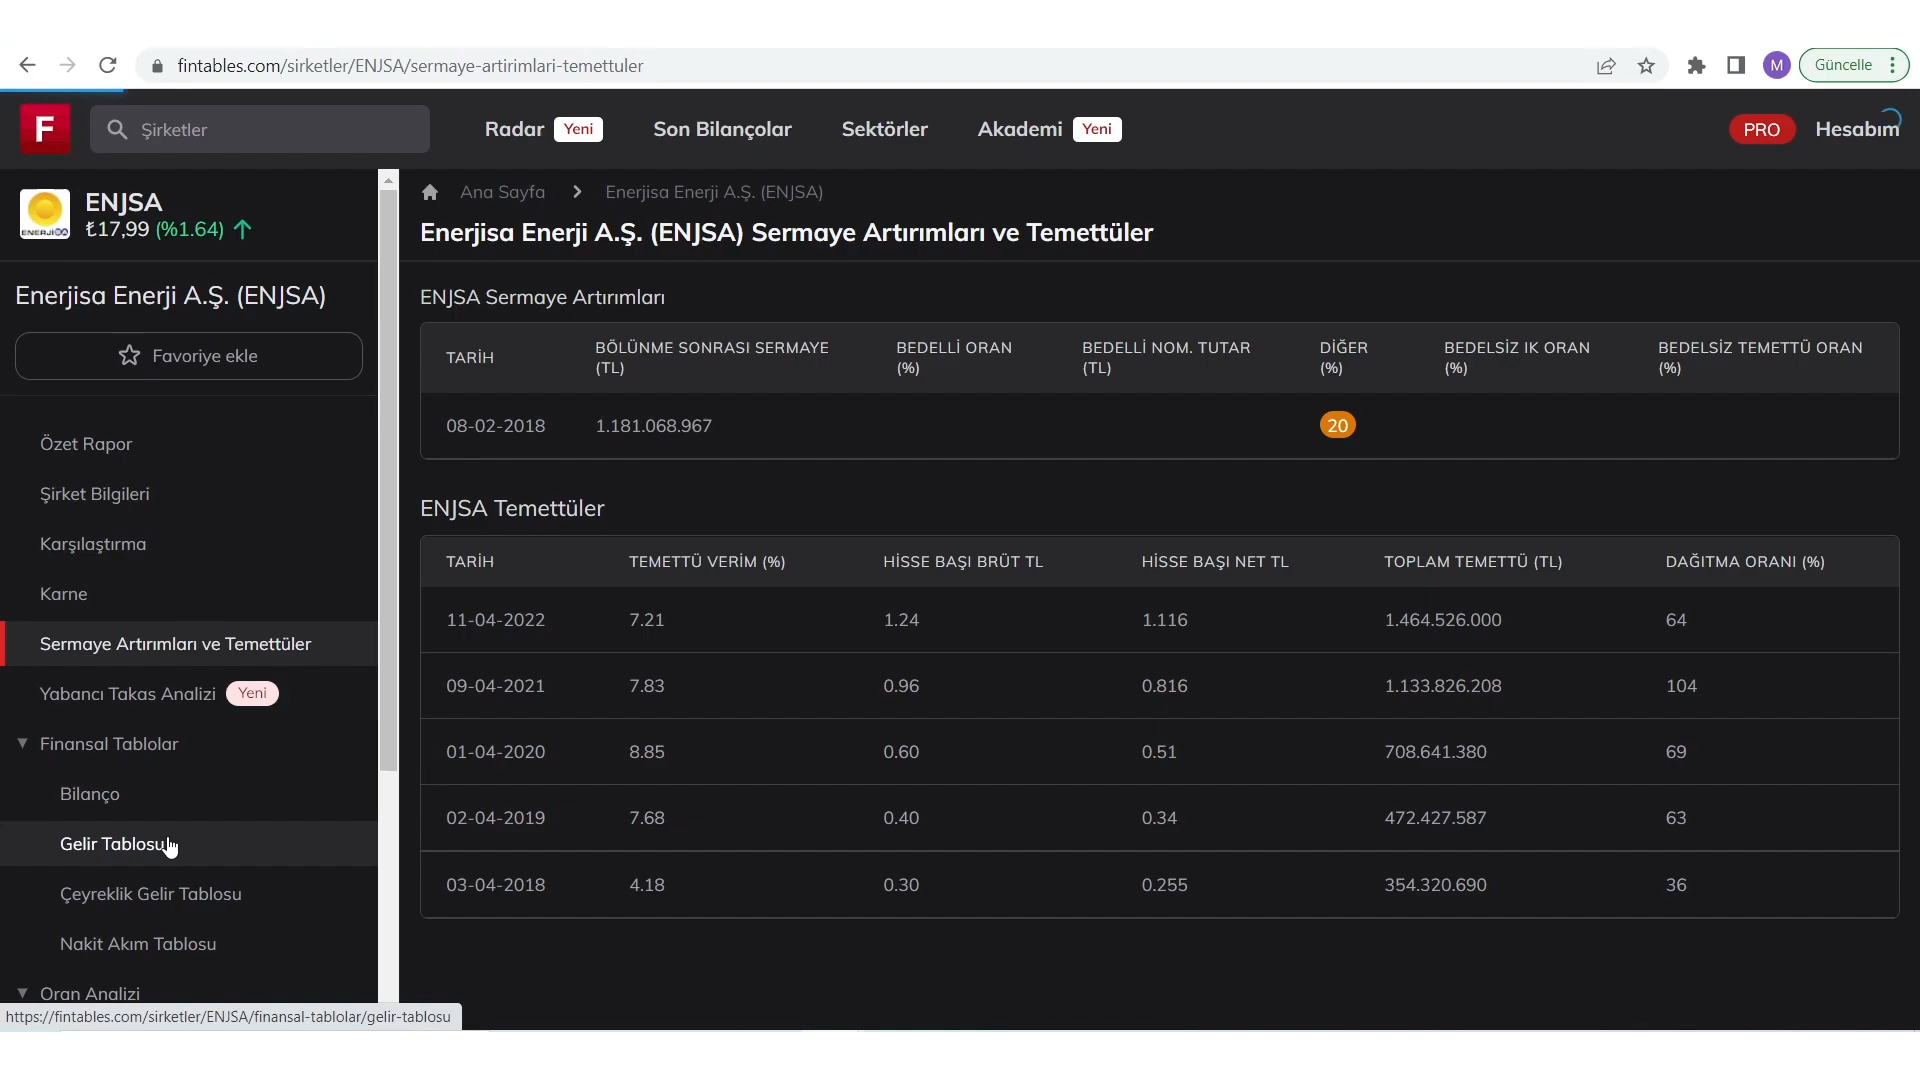 fintables.com/sirketler/ENJSA/sermaye-artirimlari-temettuler
M
Güncelle
F
Şirketler
Radar Yeni
Son Bilançolar
Sektörler
Akademi Yeni
PRO
Hesabım
ENERJİSA
ENJSA
₺17,99 (%1.64)
Enerjisa Enerji A.Ş. (ENJSA)
Favoriye ekle
Özet Rapor
Şirket Bilgileri
Karşılaştırma
Karne
Sermaye Artırımları ve Temettüler
Yabancı Takas Analizi Yeni
Finansal Tablolar
Bilanço
Gelir Tablosu
Çeyreklik Gelir Tablosu
Nakit Akım Tablosu
Oran Analizi
https://fintables.com/sirketler/ENJSA/finansal-tablolar/gelir-tablosu
Ana Sayfa
Enerjisa Enerji A.Ş. (ENJSA)
Enerjisa Enerji A.Ş. (ENJSA) Sermaye Artırımları ve Temettüler
ENJSA Sermaye Artırımları
TARİH BÖLÜNME SONRASI SERMAYE (TL) BEDELLİ ORAN (%) BEDELLİ NOM. TUTAR (TL) DİĞER (%) BEDELSİZ IK ORAN (%) BEDELSİZ TEMETTÜ ORAN (%)
08-02-2018 1.181.068.967 20
ENJSA Temettüler
TARİH TEMETTÜ VERİM (%) HİSSE BAŞI BRÜT TL HİSSE BAŞI NET TL TOPLAM TEMETTÜ (TL) DAĞITMA ORANI (%)
11-04-2022 7.21 1.24 1.116 1.464.526.000 64
09-04-2021 7.83 0.96 0.816 1.133.826.208 104
01-04-2020 8.85 0.60 0.51 708.641.380 69
02-04-2019 7.68 0.40 0.34 472.427.587 63
03-04-2018 4.18 0.30 0.255 354.320.690 36